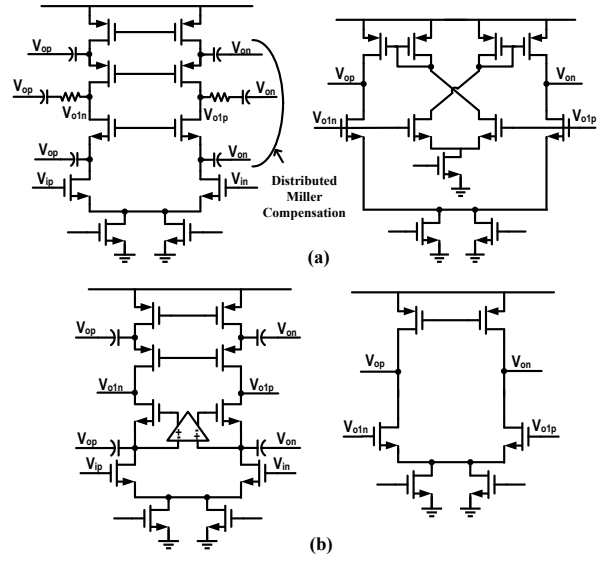 Vop
Von
Vop
Von
Vo1n
Vo1p
Vop
Von
Vip
Vin
Distributed
Miller
Compensation
Vop
Von
Vo1n
Vo1p
(a)
Vop
Von
Vo1n
Vo1p
+ -
- +
Vop
Von
Vip
Vin
Vop
Von
Vo1n
Vo1p
(b)